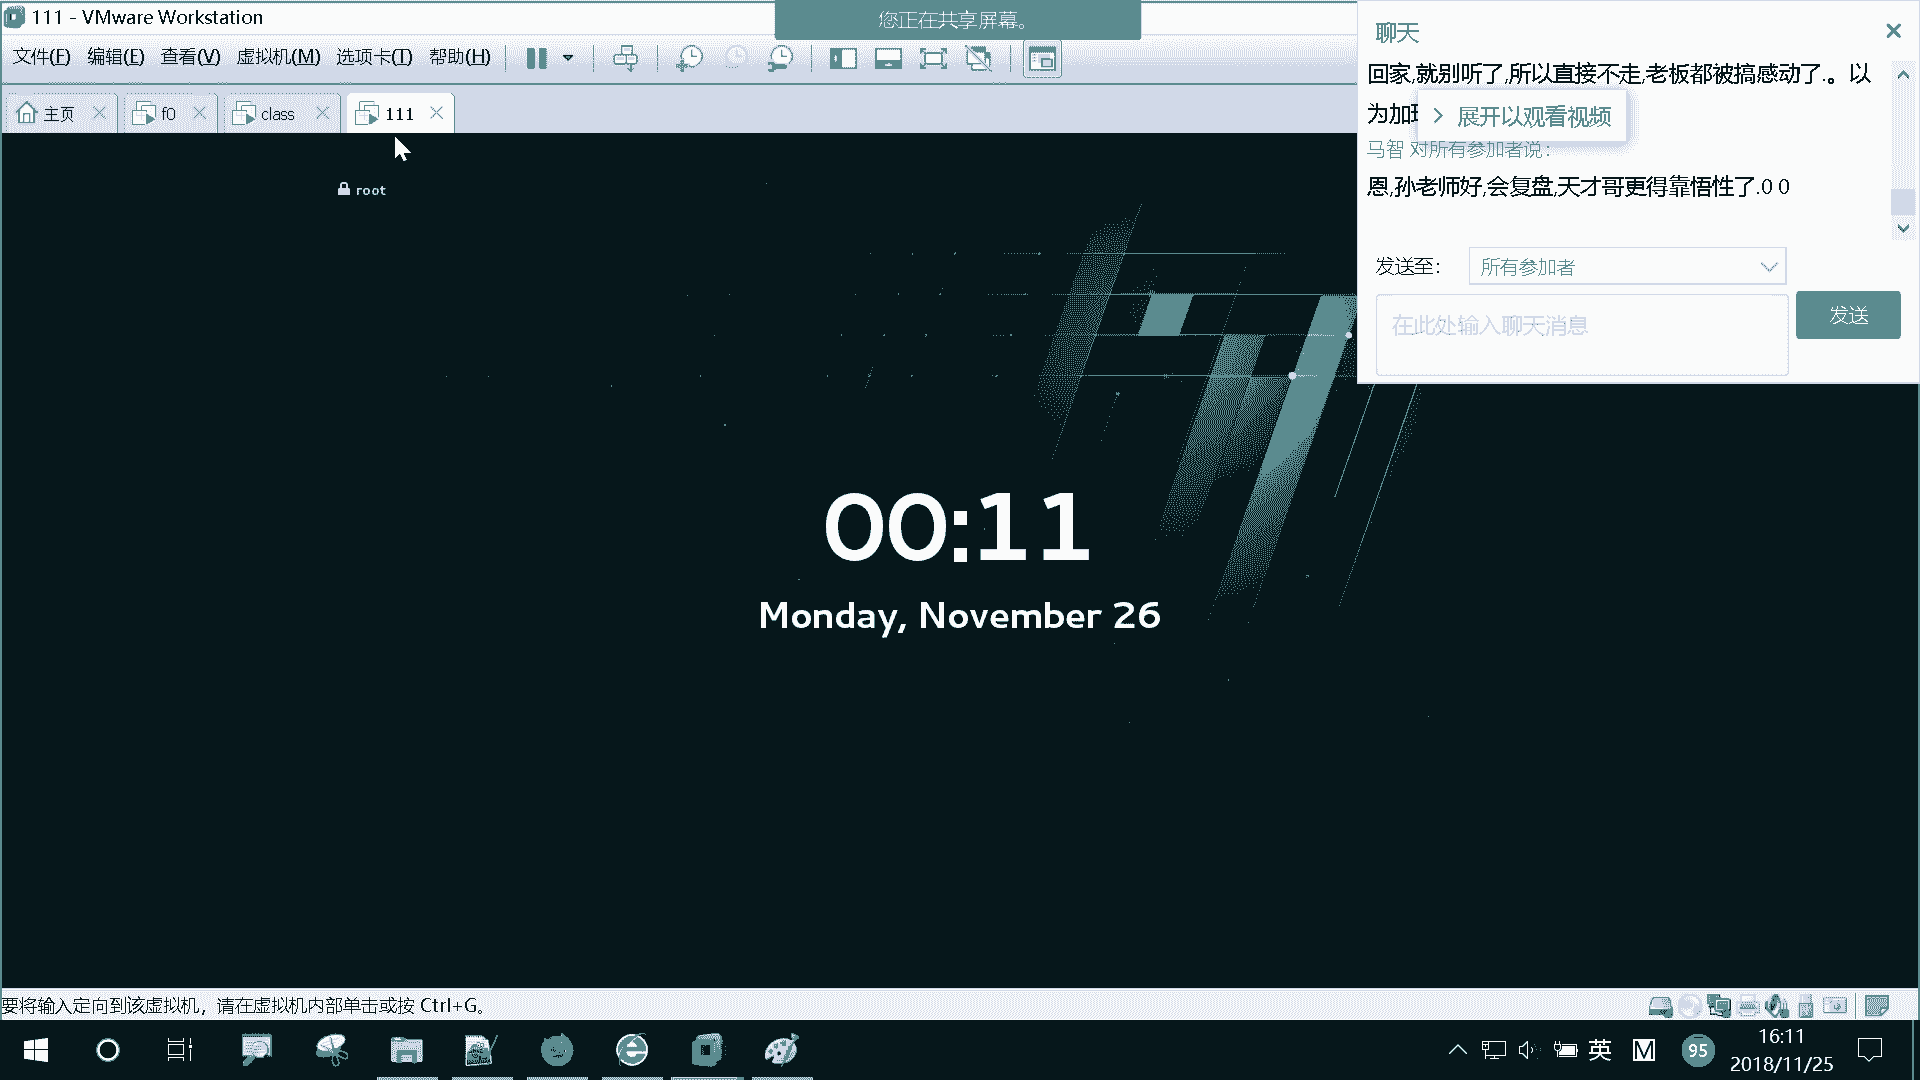 111 - VMware Workstation
您正在共享屏幕。
文件(F) 编辑(E) 查看(V) 虚拟机(M) 选项卡(T) 帮助(H)
主页 f0 class 111
聊天
回家,就别听了,所以直接不走,老板都被搞感动了.。以
为加
展开以观看视频
马智 对所有参加者说:
恩,孙老师好,会复盘,天才哥更得靠悟性了.0 0
发送至:
所有参加者
在此处输入聊天消息
发送
root
00:11
Monday, November 26
要将输入定向到该虚拟机，请在虚拟机内部单击或按 Ctrl+G。
英
M
95
16:11
2018/11/25